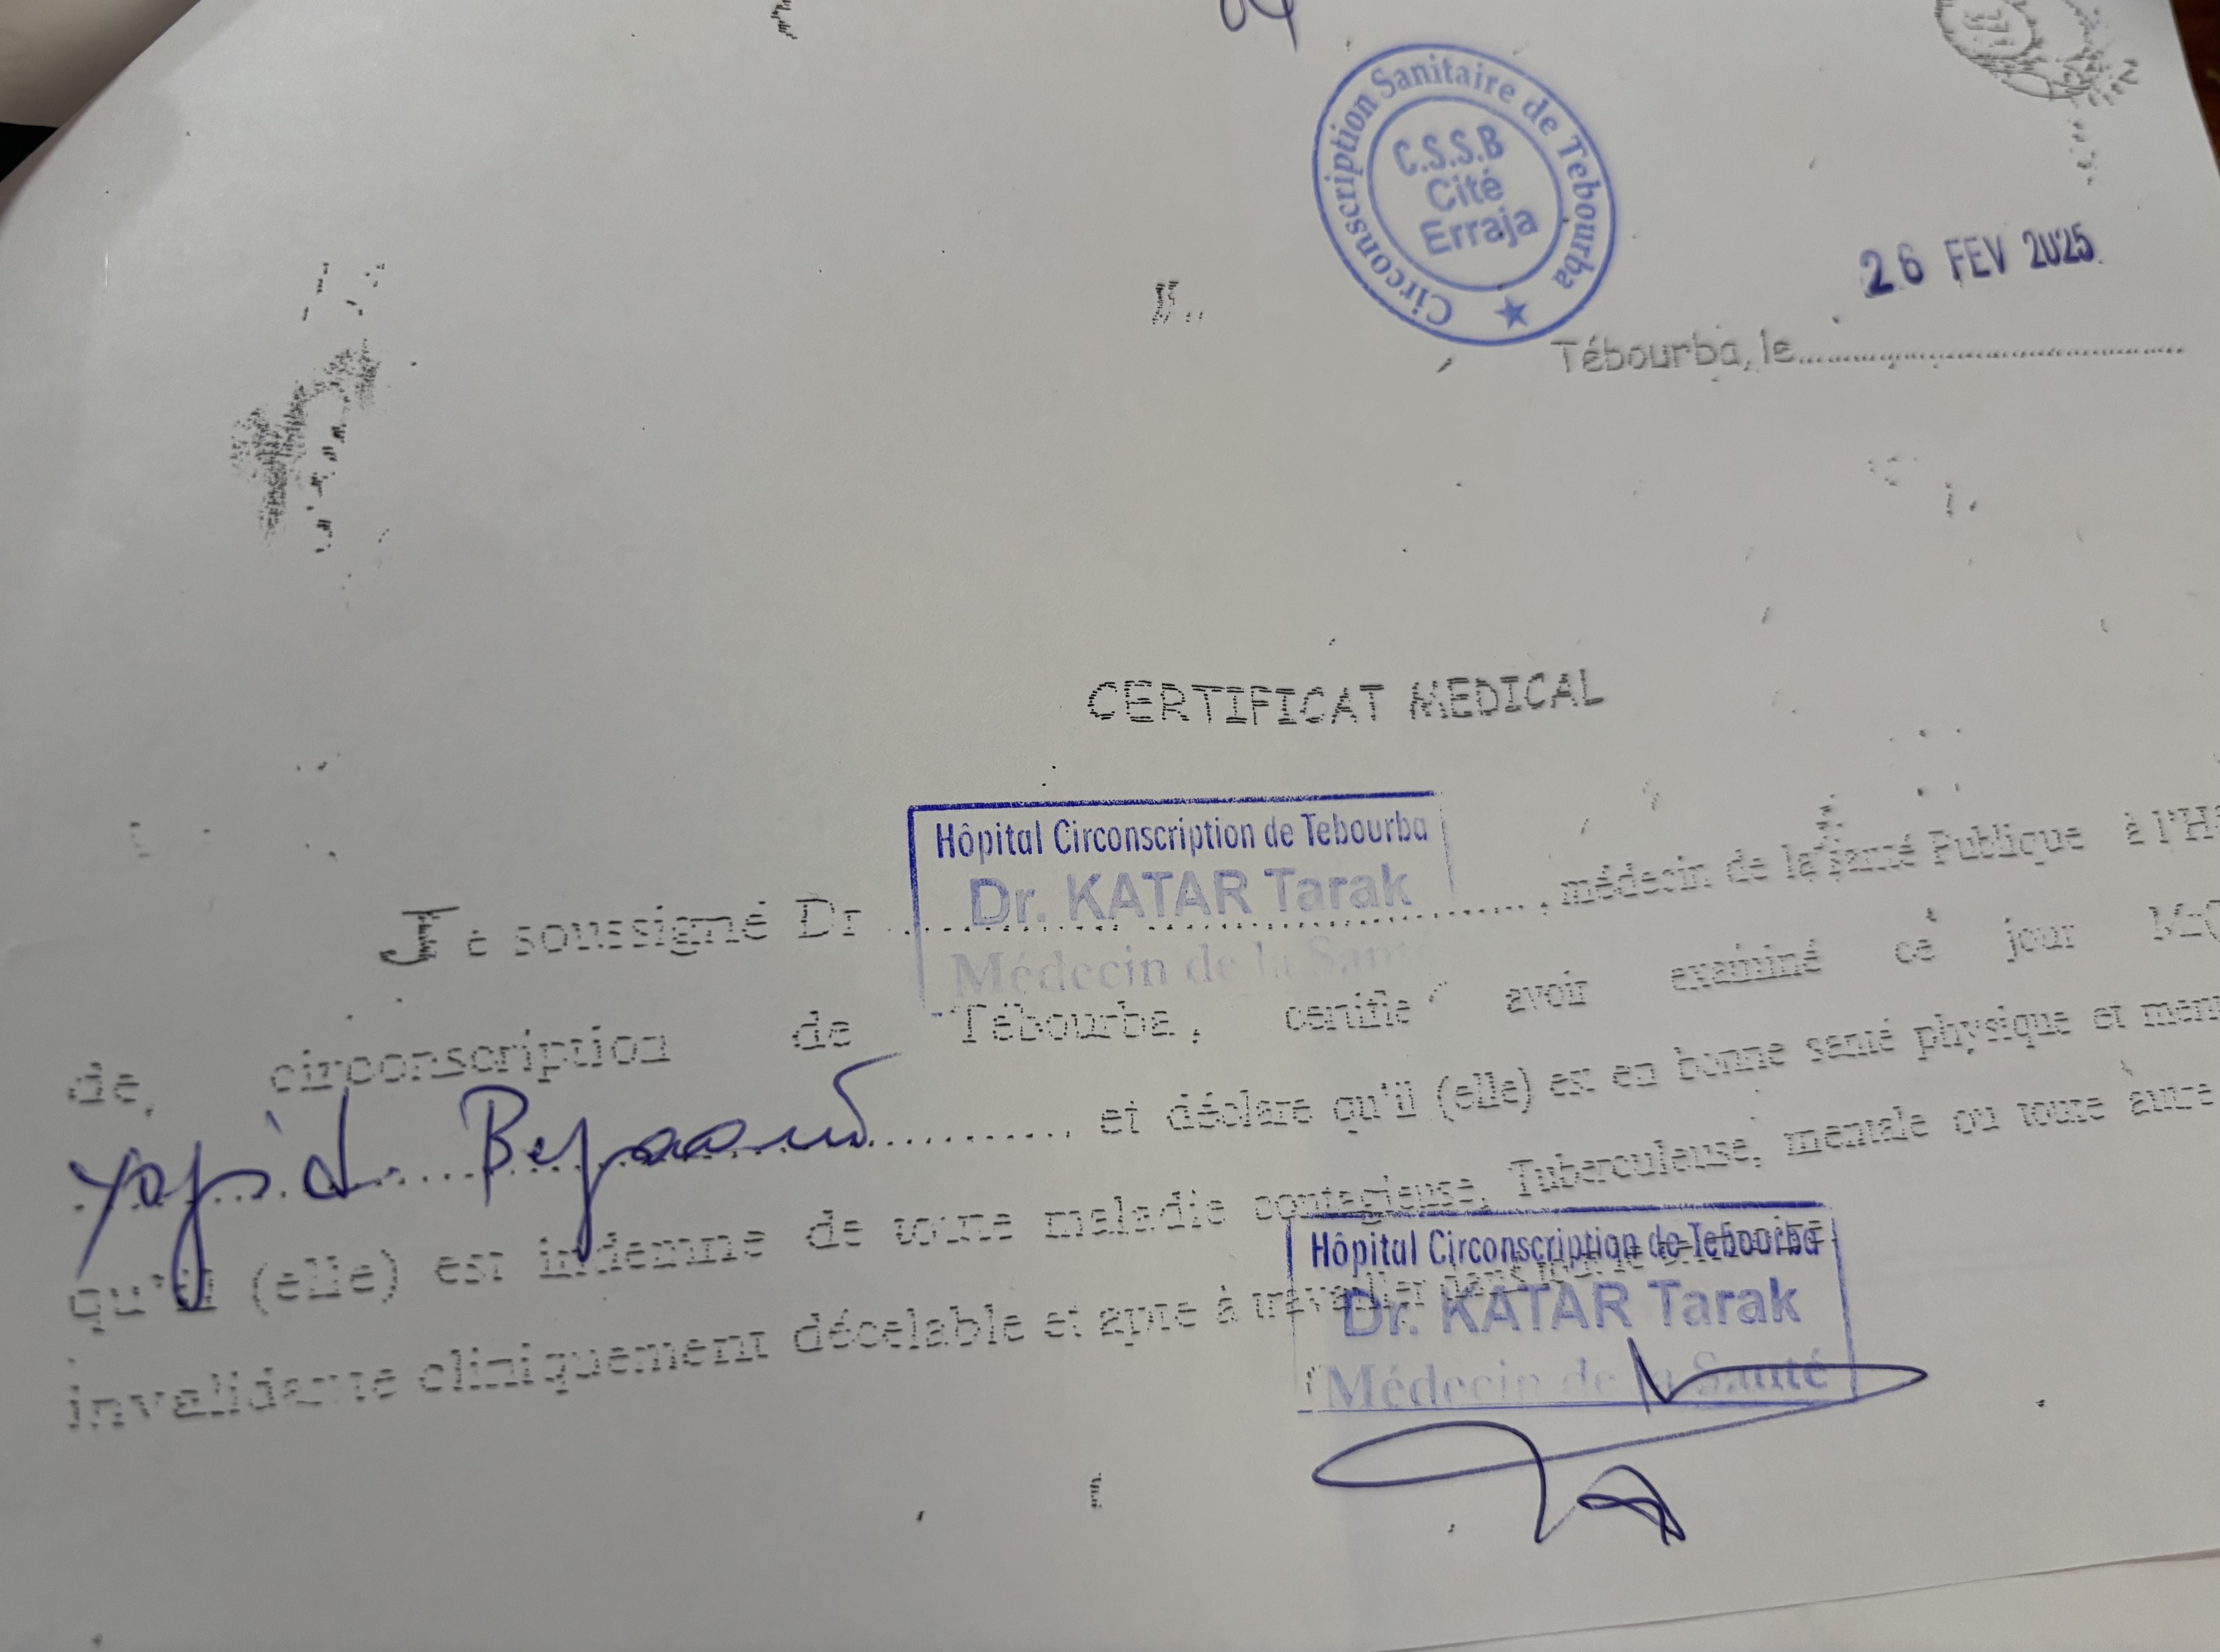 Circonscription Sanitaire de Tebourba
C.S.S.B
Cité
Erraja
26 FEV 2025
Tébourba, le
CERTIFICAT MEDICAL
Hôpital Circonscription de Tebourba
Dr. KATAR Tarak
Médecin de la
Je soussigné Dr , médecin de la Santé Publique à l'H
de circonscription de Tébourba, certifie avoir examiné ce jour
et déclare qu'il (elle) est en bonne santé physique et
qu'il (elle) est indemne de toute maladie contagieuse, Tuberculeuse, mentale ou toute autre
invalidante cliniquement décelable et apte à travailler dans
Hôpital Circonscription de Tebourba
Dr. KATAR Tarak
Médecin de la Santé